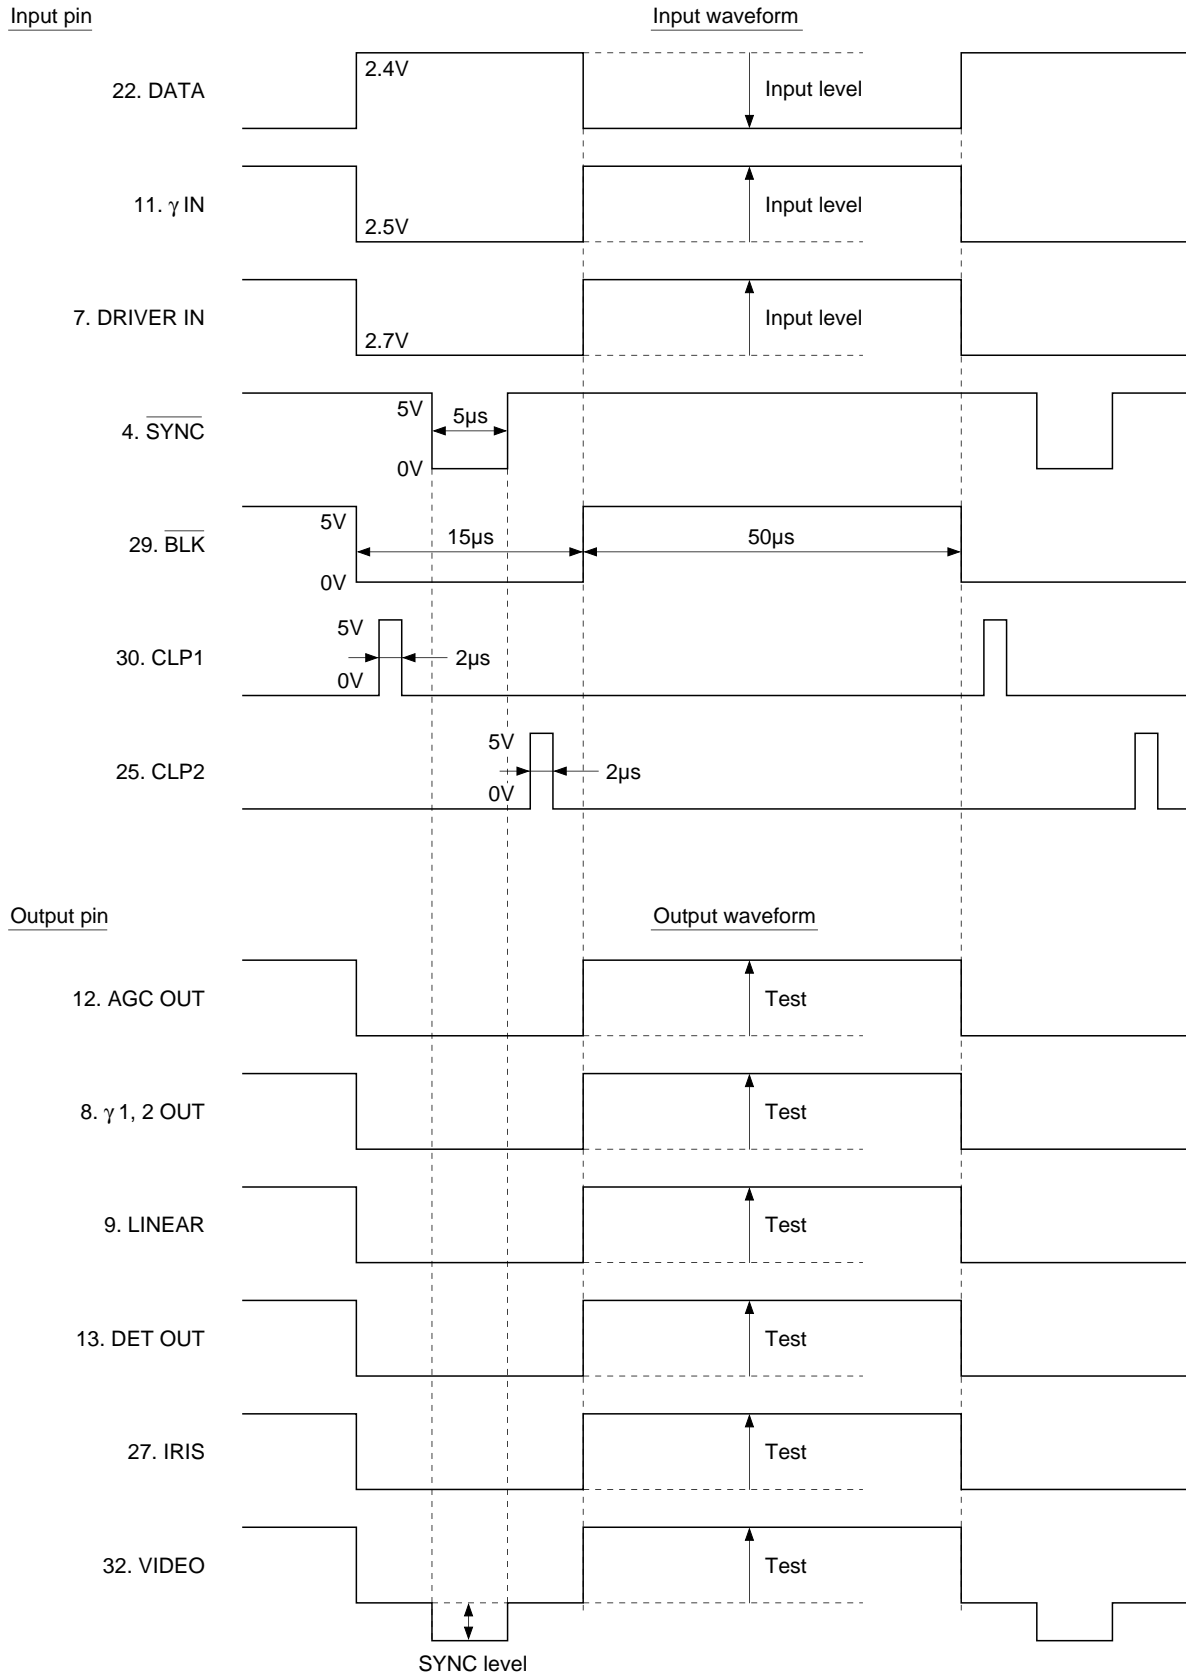 Input pin
Input waveform
2.4V
22. DATA
Input level
11. γ IN
2.5V
Input level
7. DRIVER IN
2.7V
Input level
4. SYNC
5V
5μs
0V
29. BLK
5V
15μs
50μs
0V
30. CLP1
5V
2μs
0V
25. CLP2
5V
2μs
0V
Output pin
Output waveform
12. AGC OUT
Test
8. γ 1, 2 OUT
Test
9. LINEAR
Test
13. DET OUT
Test
27. IRIS
Test
32. VIDEO
Test
SYNC level